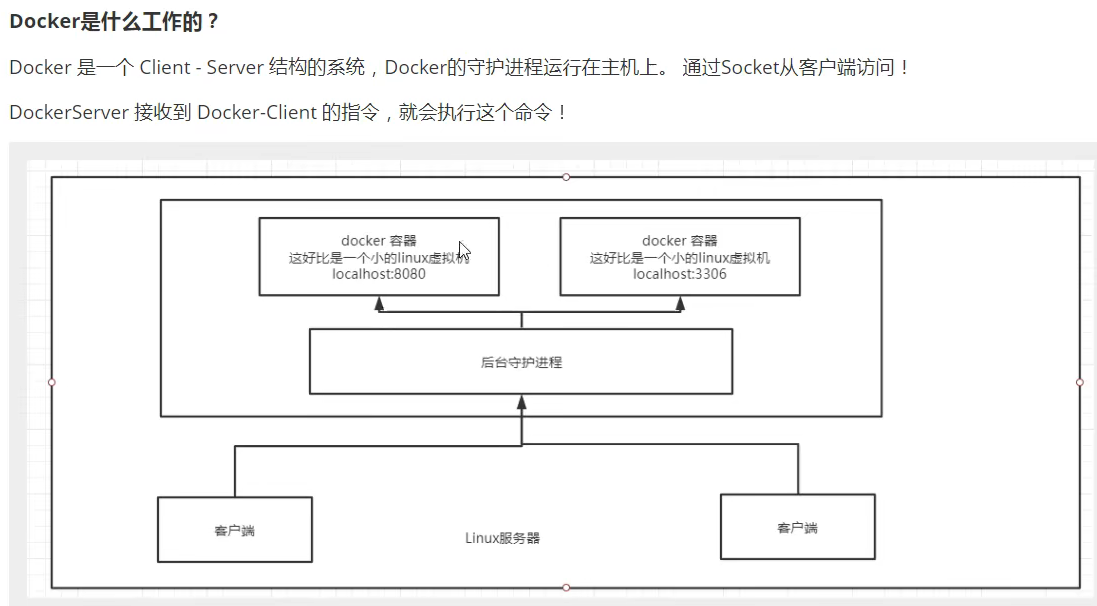 Docker是什么工作的？
Docker 是一个 Client - Server 结构的系统，Docker的守护进程运行在主机上。 通过Socket从客户端访问！
DockerServer 接收到 Docker-Client 的指令，就会执行这个命令！
docker 容器
这好比是一个小的linux虚拟机
localhost:8080
docker 容器
这好比是一个小的linux虚拟机
localhost:3306
后台守护进程
客户端
Linux服务器
客户端